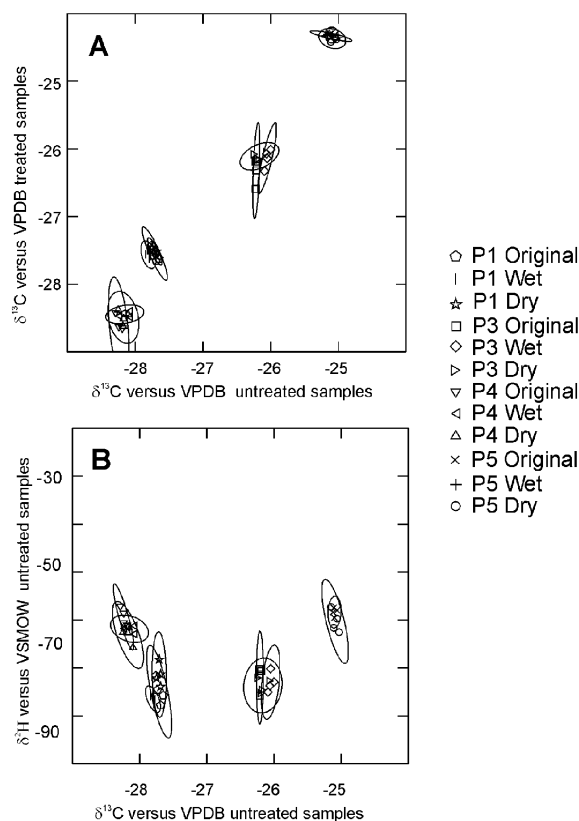 A
-25
-26
-27
-28
δ¹³C versus VPDB treated samples
-28 -27 -26 -25
δ¹³C versus VPDB untreated samples
P1 Original
P1 Wet
P1 Dry
P3 Original
P3 Wet
P3 Dry
P4 Original
P4 Wet
P4 Dry
P5 Original
P5 Wet
P5 Dry
B
-30
-50
-70
-90
δ²H versus VSMOW untreated samples
-28 -27 -26 -25
δ¹³C versus VPDB untreated samples